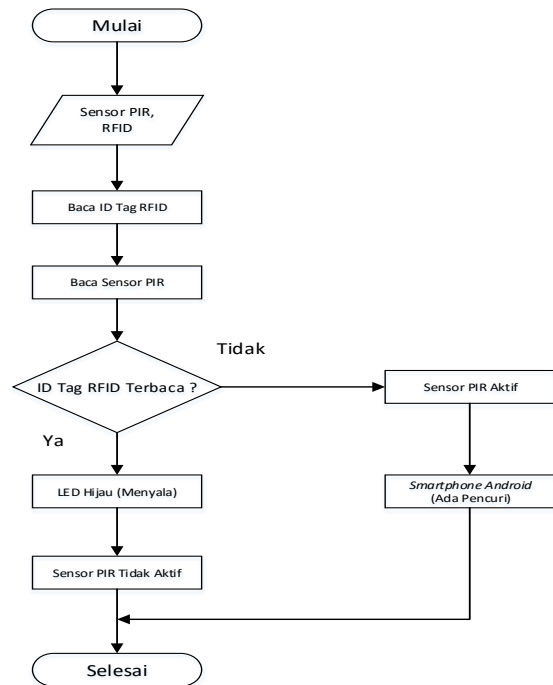 Mulai
Sensor PIR,
RFID
Baca ID Tag RFID
Baca Sensor PIR
ID Tag RFID Terbaca ?
Tidak
Sensor PIR Aktif
Ya
LED Hijau (Menyala)
Smartphone Android
(Ada Pencuri)
Sensor PIR Tidak Aktif
Selesai